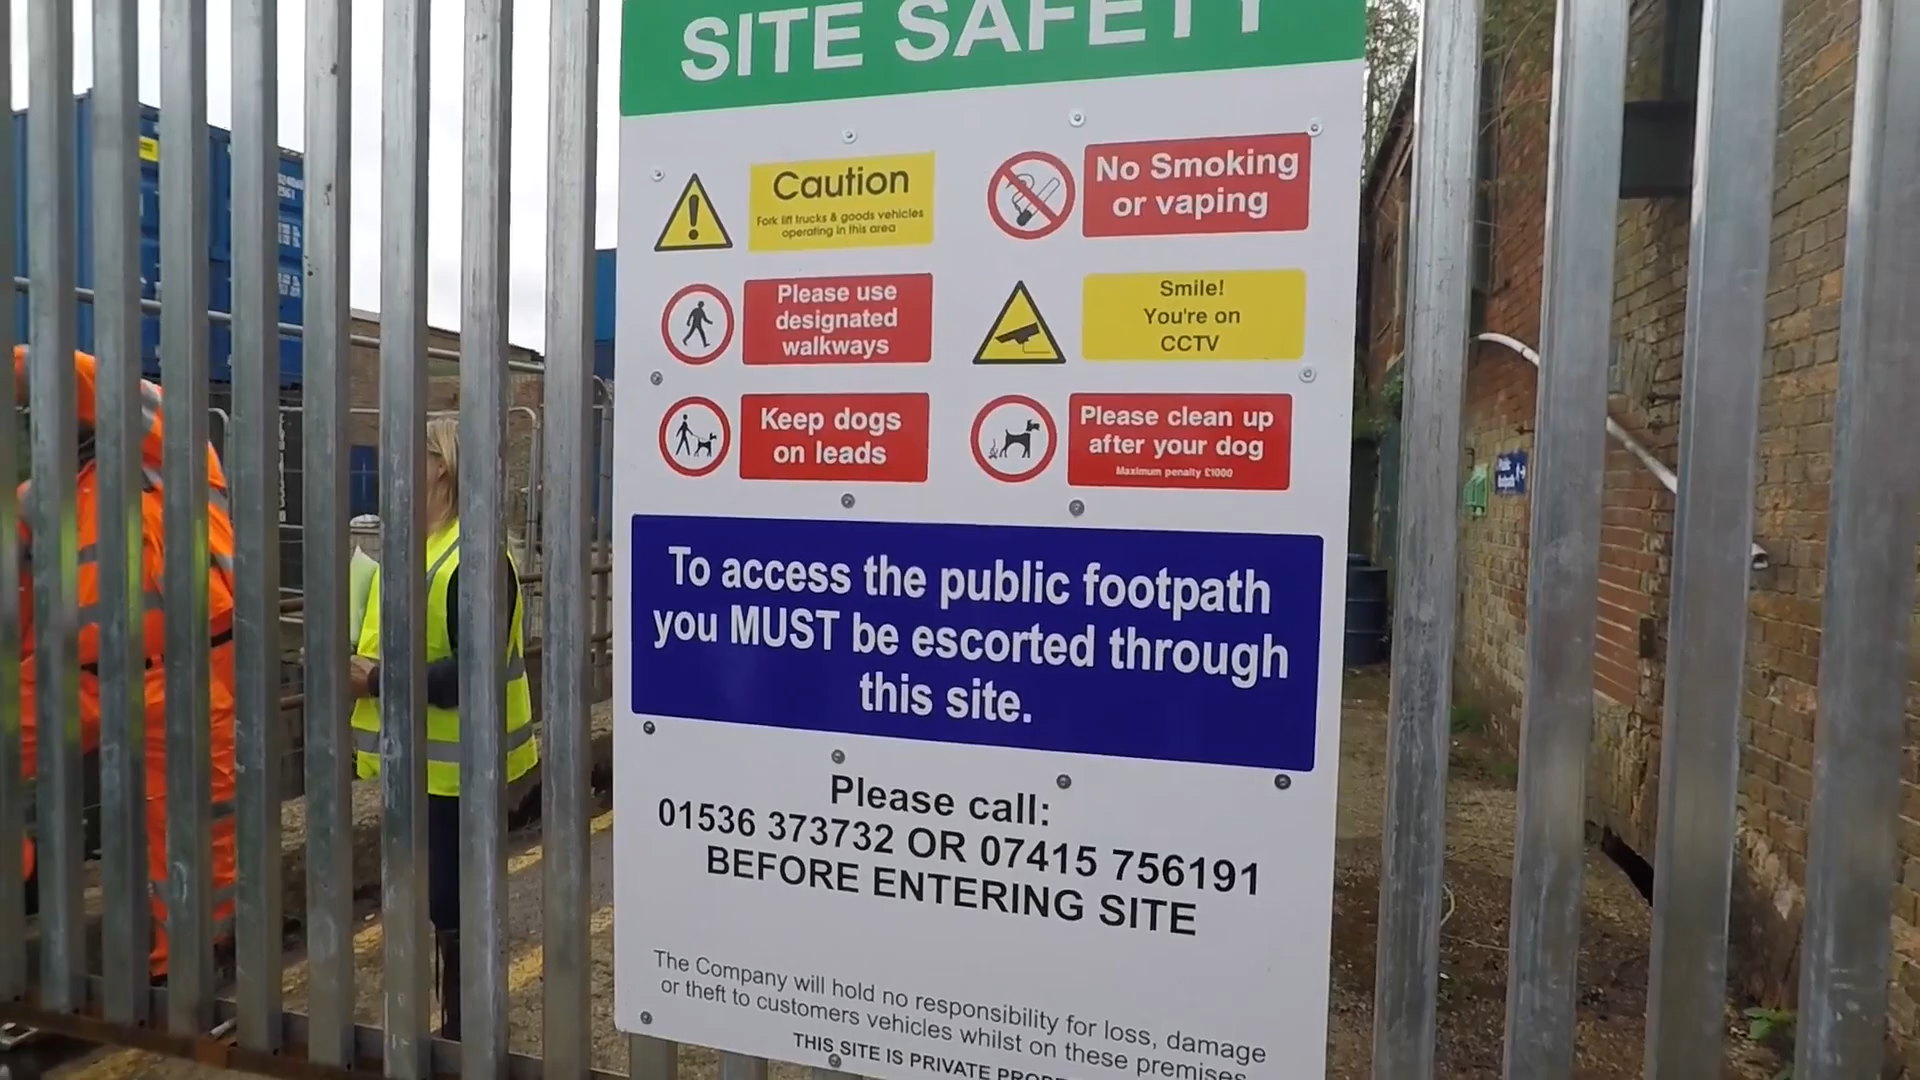 SITE SAFETY
Caution
Fork lift trucks & goods vehicles
operating in this area
No Smoking
or vaping
Please use
designated
walkways
Smile!
You're on
CCTV
Keep dogs
on leads
Please clean up
after your dog
Maximum penalty £1000
To access the public footpath
you MUST be escorted through
this site.
Please call:
01536 373732 OR 07415 756191
BEFORE ENTERING SITE
The Company will hold no responsibility for loss, damage
or theft to customers vehicles whilst on these premises
THIS SITE IS PRIVATE